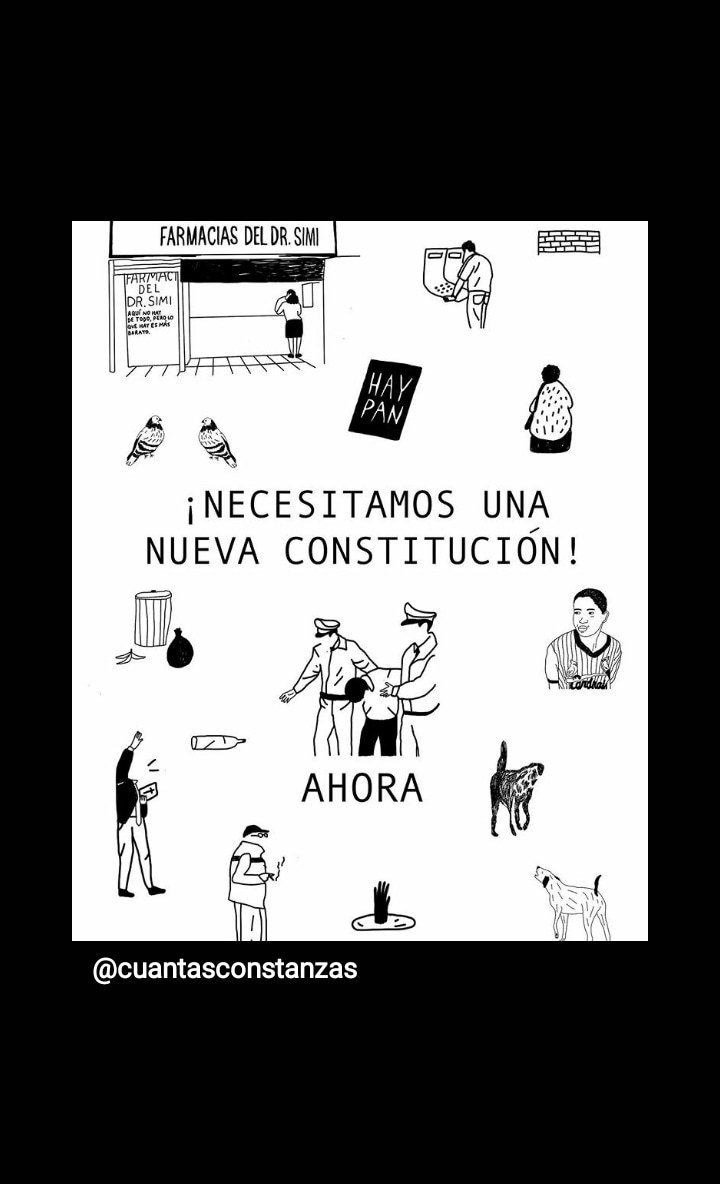 FARMACIAS DEL DR. SIMI
FARMACI
DEL
DR. SIMI
AQUÍ NO HAY
DE TODO, PERO LO
QUE HAY ES MÁS
BARATO.
HAY
PAN
¡NECESITAMOS UNA
NUEVA CONSTITUCIÓN!
AHORA
@cuantasconstanzas